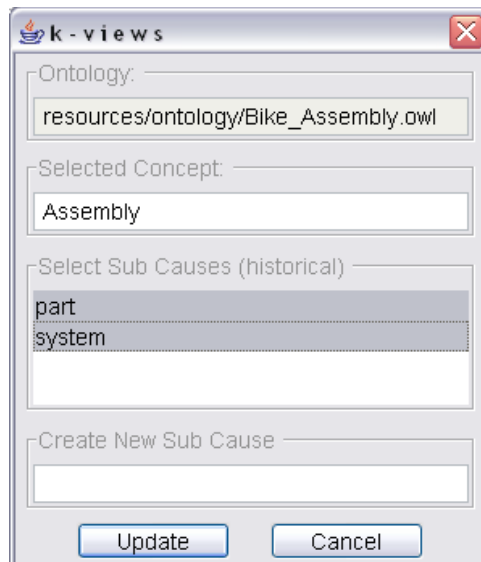 k - v i e w s
Ontology:
resources/ontology/Bike_Assembly.owl
Selected Concept:
Assembly
Select Sub Causes (historical)
part
system
Create New Sub Cause
Update Cancel